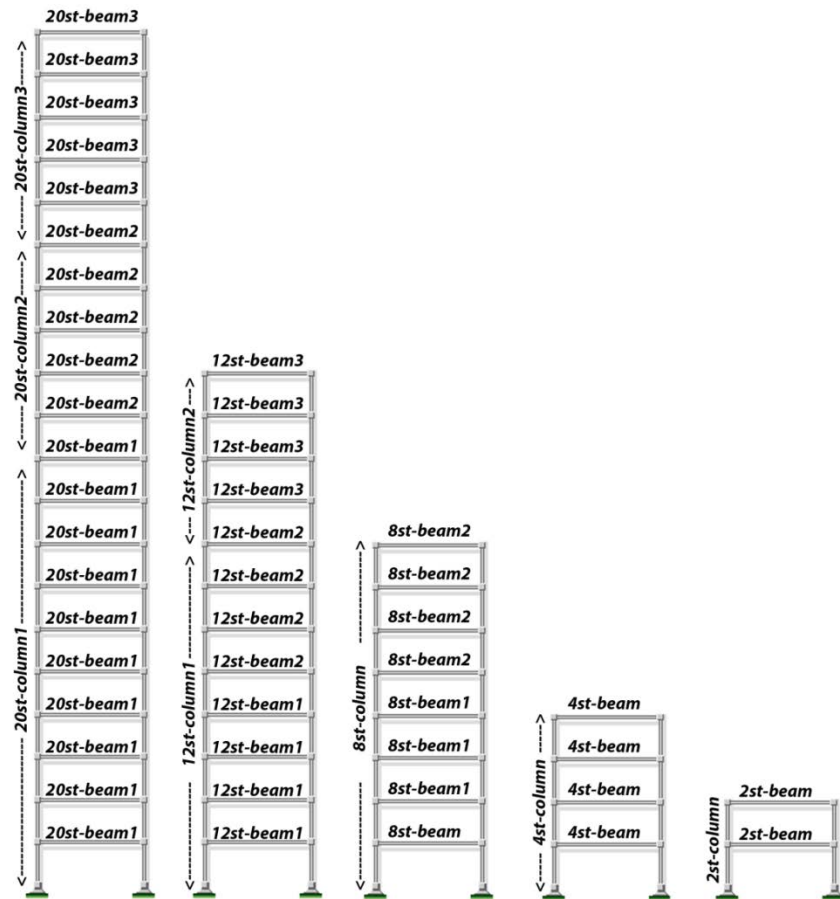 20st-beam3
20st-beam3
20st-beam3
20st-beam3
20st-beam3
20st-beam2
20st-beam2
20st-beam2
20st-beam2
20st-beam2
20st-beam1
20st-beam1
20st-beam1
20st-beam1
20st-beam1
20st-beam1
20st-beam1
20st-beam1
20st-beam1
20st-beam1
20st-column3
20st-column2
20st-column1
12st-beam3
12st-beam3
12st-beam3
12st-beam3
12st-beam2
12st-beam2
12st-beam2
12st-beam2
12st-beam1
12st-beam1
12st-beam1
12st-beam1
12st-column2
12st-column1
8st-beam2
8st-beam2
8st-beam2
8st-beam2
8st-beam1
8st-beam1
8st-beam1
8st-beam
8st-column
4st-beam
4st-beam
4st-beam
4st-beam
4st-column
2st-beam
2st-beam
2st-column